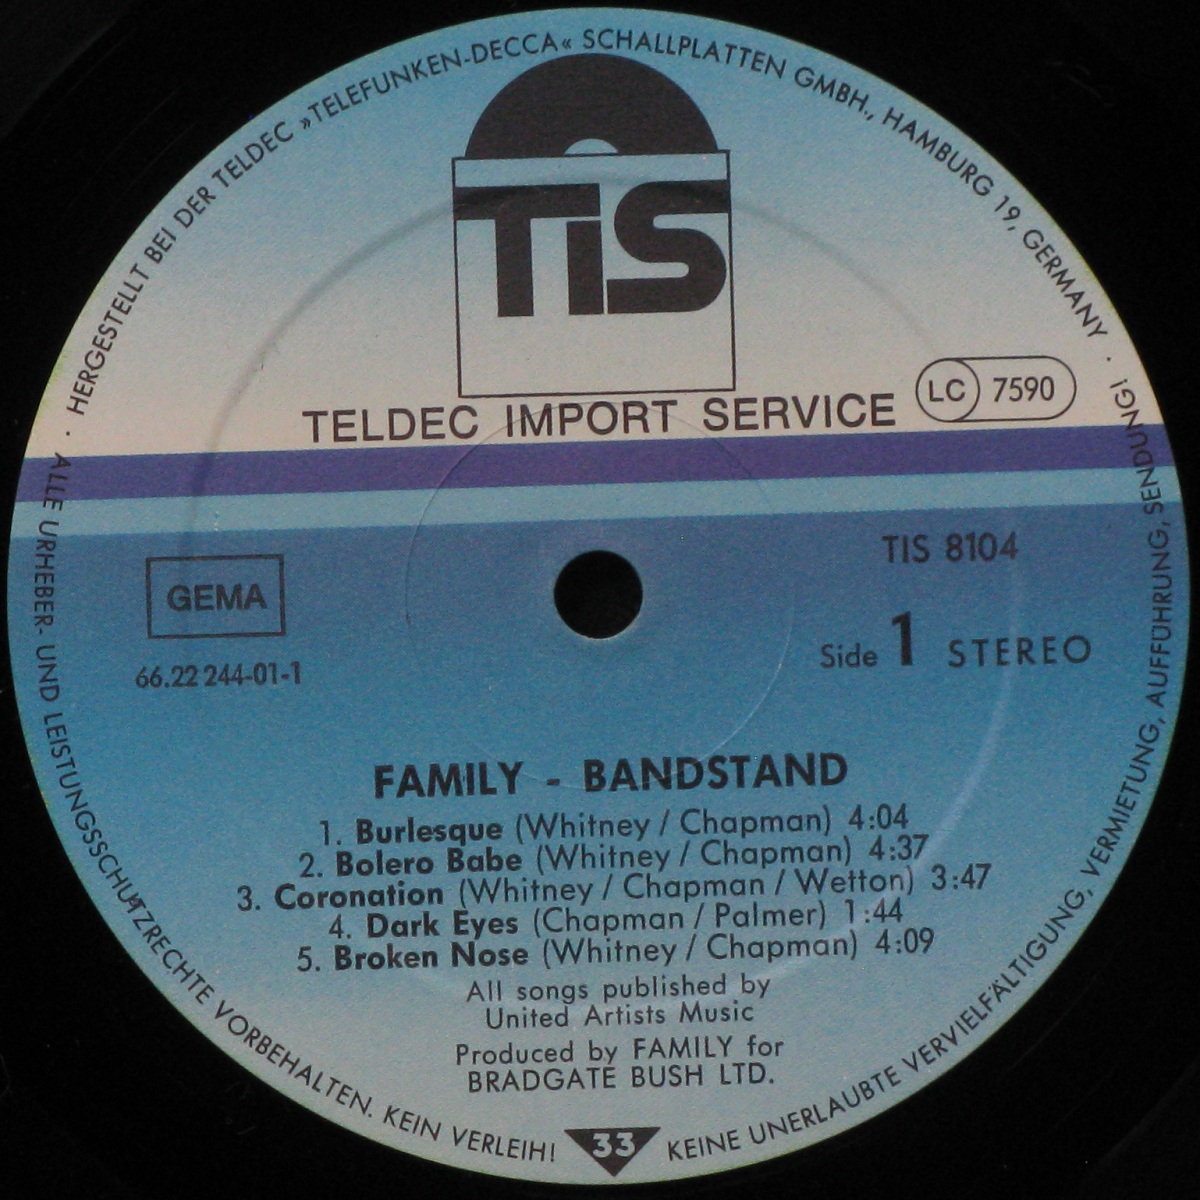 · HERGESTELLT BEI DER TELDEC »TELEFUNKEN-DECCA« SCHALLPLATTEN GMBH., HAMBURG 19, GERMANY ·
TiS
TELDEC IMPORT SERVICE
LC 7590
GEMA
66.22 244-01-1
TIS 8104
Side 1 STEREO
FAMILY - BANDSTAND
1. Burlesque (Whitney / Chapman) 4:04
2. Bolero Babe (Whitney / Chapman) 4:37
3. Coronation (Whitney / Chapman / Wetton) 3:47
4. Dark Eyes (Chapman / Palmer) 1:44
5. Broken Nose (Whitney / Chapman) 4:09
All songs published by
United Artists Music
Produced by FAMILY for
BRADGATE BUSH LTD.
33
ALLE URHEBER- UND LEISTUNGSSCHUTZRECHTE VORBEHALTEN. KEIN VERLEIH!
KEINE UNERLAUBTE VERVIELFÄLTIGUNG, VERMIETUNG, AUFFÜHRUNG, SENDUNG!